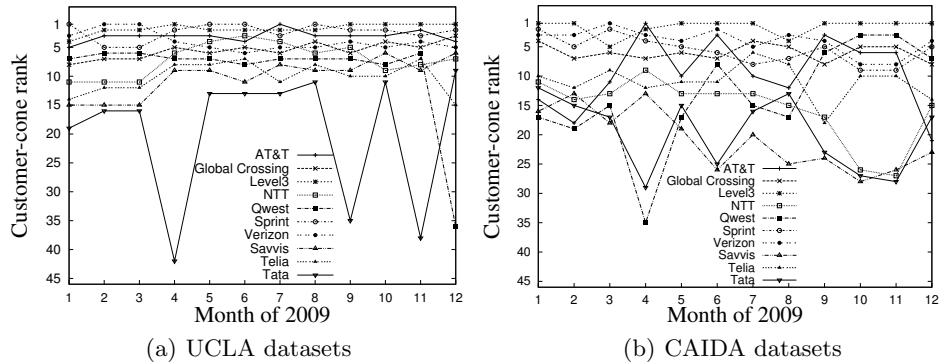 Customer-cone rank
1
5
10
15
20
25
30
35
40
45
AT&T
Global Crossing
Level3
NTT
Qwest
Sprint
Verizon
Savvis
Telia
Tata
1 2 3 4 5 6 7 8 9 10 11 12
Month of 2009
(a) UCLA datasets
Customer-cone rank
1
5
10
15
20
25
30
35
40
45
AT&T
Global Crossing
Level3
NTT
Qwest
Sprint
Verizon
Savvis
Telia
Tata
1 2 3 4 5 6 7 8 9 10 11 12
Month of 2009
(b) CAIDA datasets